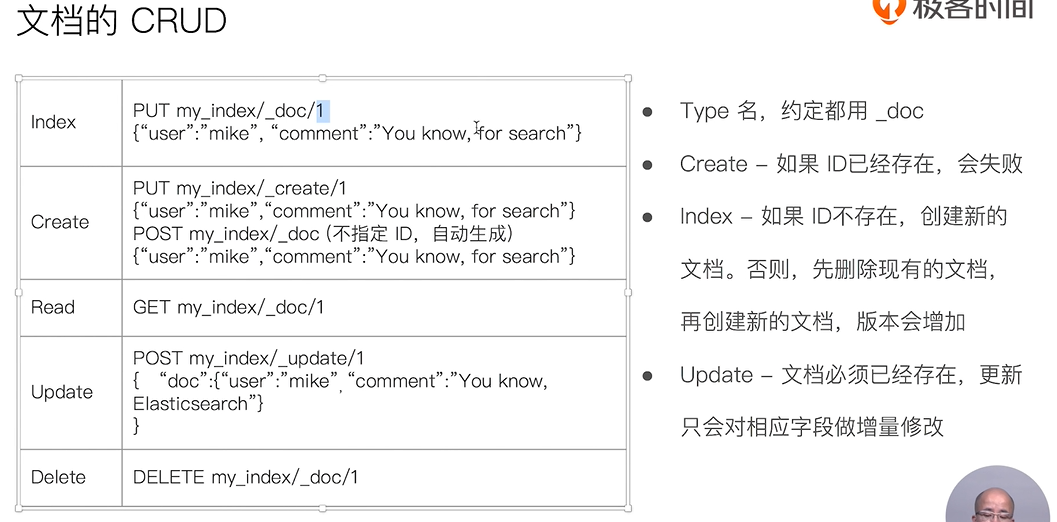 文档的 CRUD
极客时间
Index
PUT my_index/_doc/1
{“user”:”mike”, “comment”:”You know, for search”}
Create
PUT my_index/_create/1
{“user”:”mike”,“comment”:”You know, for search”}
POST my_index/_doc (不指定 ID，自动生成)
{“user”:”mike”,“comment”:”You know, for search”}
Read
GET my_index/_doc/1
Update
POST my_index/_update/1
{ “doc”:{“user”:”mike”, “comment”:”You know,
Elasticsearch”}
}
Delete
DELETE my_index/_doc/1
● Type 名，约定都用 _doc
● Create – 如果 ID已经存在，会失败
● Index – 如果 ID不存在，创建新的
文档。否则，先删除现有的文档，
再创建新的文档，版本会增加
● Update – 文档必须已经存在，更新
只会对相应字段做增量修改